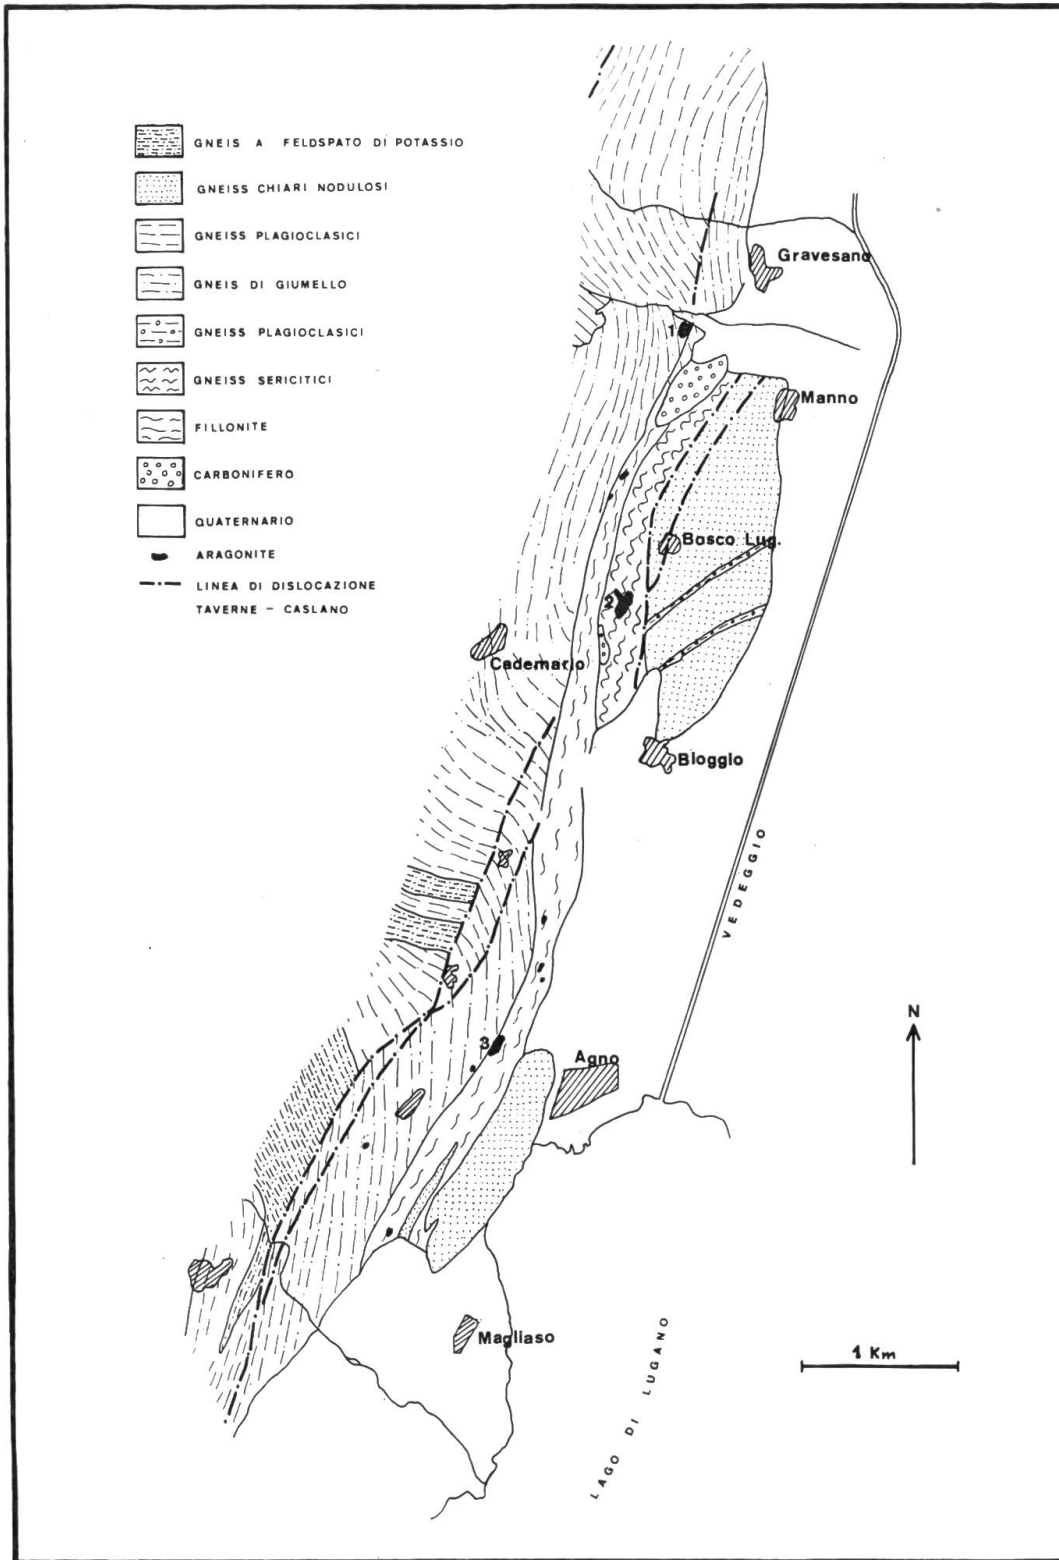 GNEIS A FELDSPATO DI POTASSIO
GNEISS CHIARI NODULOSI
GNEISS PLAGIOCLASICI
GNEIS DI GIUMELLO
GNEISS PLAGIOCLASICI
GNEISS SERICITICI
FILLONITE
CARBONIFERO
QUATERNARIO
ARAGONITE
LINEA DI DISLOCAZIONE
TAVERNE - CASLANO
Gravesano
1
Manno
Bosco Lug.
2
Cademario
Bioggio
VEDEGGIO
N
3
Agno
Magliaso
1 Km
LAGO DI LUGANO